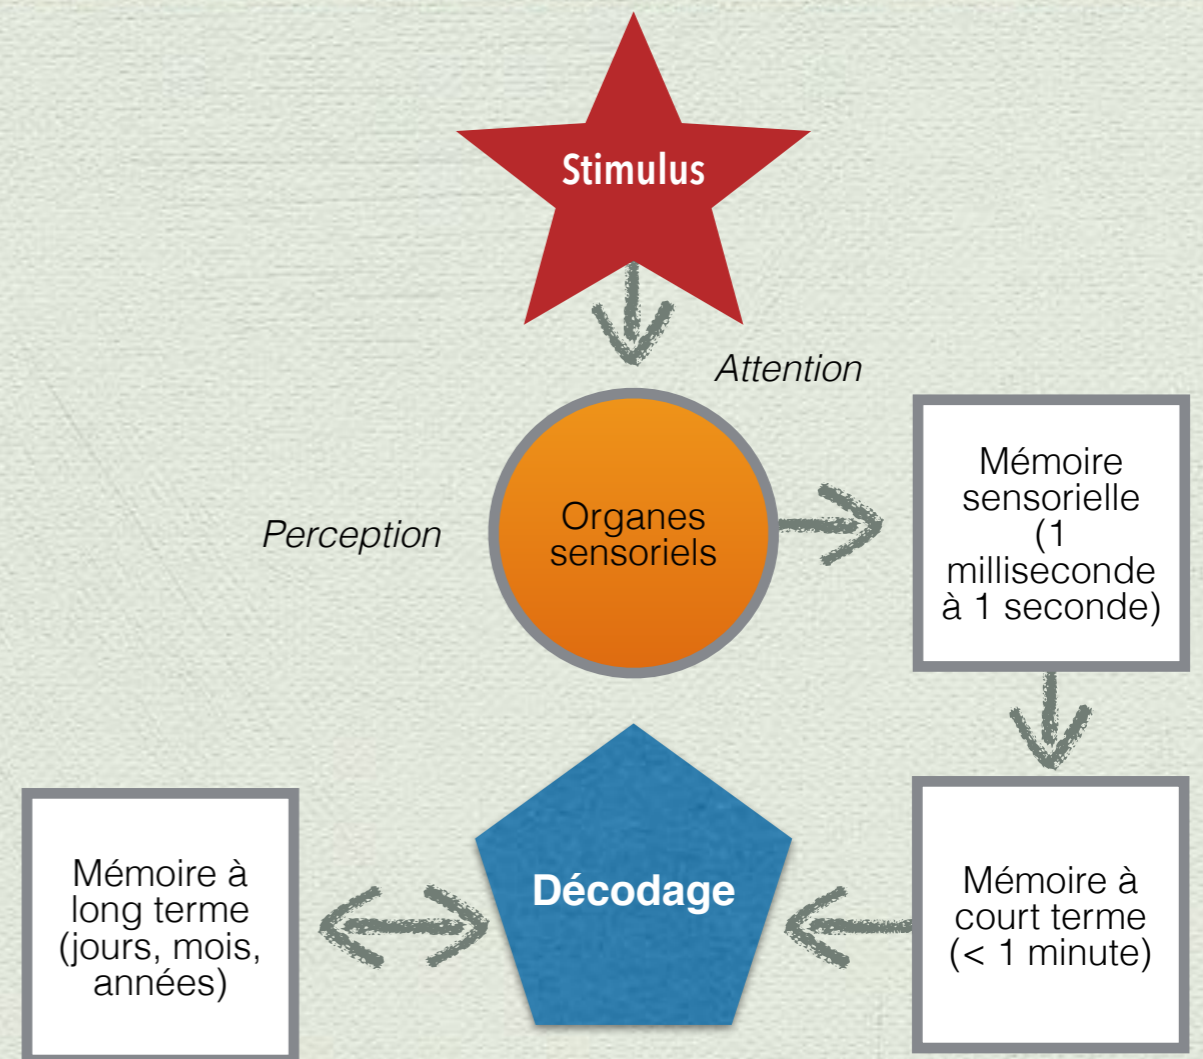 Stimulus
Attention
Perception
Organes
sensoriels
Mémoire
sensorielle
(1
milliseconde
à 1 seconde)
Mémoire à
long terme
(jours, mois,
années)
Décodage
Mémoire à
court terme
(< 1 minute)